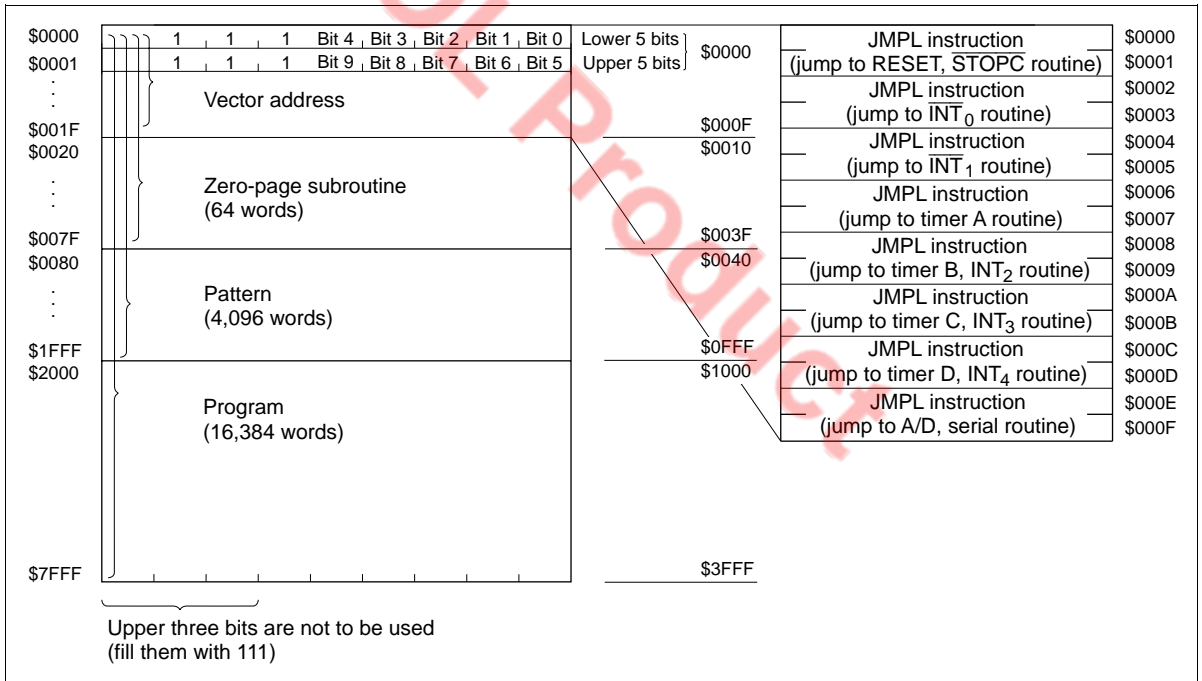 $0000 1 1 1 Bit 4 Bit 3 Bit 2 Bit 1 Bit 0 Lower 5 bits
$0001 1 1 1 Bit 9 Bit 8 Bit 7 Bit 6 Bit 5 Upper 5 bits
$0000
Vector address
$001F
$000F
$0020
$0010
Zero-page subroutine
(64 words)
$007F
$003F
$0080
$0040
Pattern
(4,096 words)
$1FFF
$0FFF
$2000
$1000
Program
(16,384 words)
$7FFF
$3FFF
Upper three bits are not to be used
(fill them with 111)
JMPL instruction $0000
(jump to RESET, STOPC routine) $0001
JMPL instruction $0002
(jump to INT0 routine) $0003
JMPL instruction $0004
(jump to INT1 routine) $0005
JMPL instruction $0006
(jump to timer A routine) $0007
JMPL instruction $0008
(jump to timer B, INT2 routine) $0009
JMPL instruction $000A
(jump to timer C, INT3 routine) $000B
JMPL instruction $000C
(jump to timer D, INT4 routine) $000D
JMPL instruction $000E
(jump to A/D, serial routine) $000F
OL Product